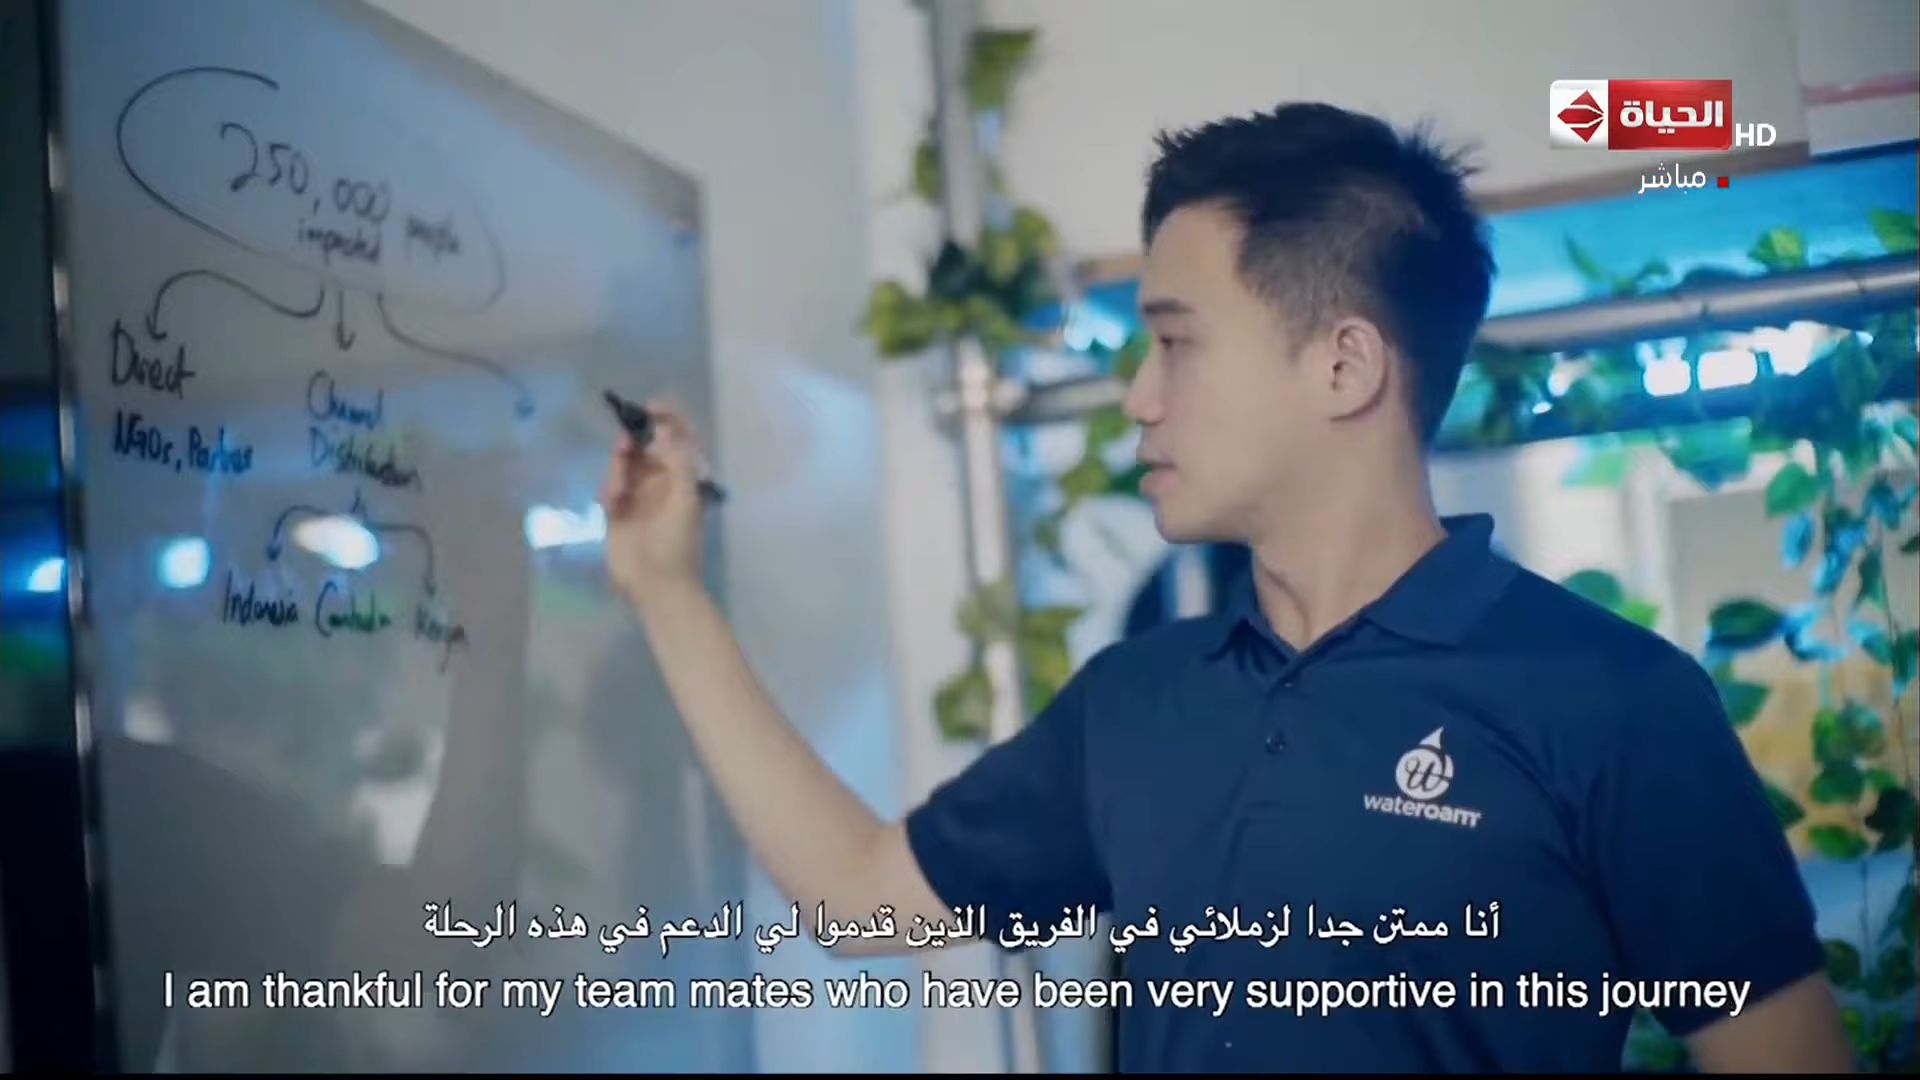 250,000 people
impacted
Direct
NGOs, Partner
Channel
Distribution
Indonesia Cambodia Kenya
الحياة
HD
مباشر
wateroam
أنا ممتن جدا لزملائي في الفريق الذين قدموا لي الدعم في هذه الرحلة
I am thankful for my team mates who have been very supportive in this journey